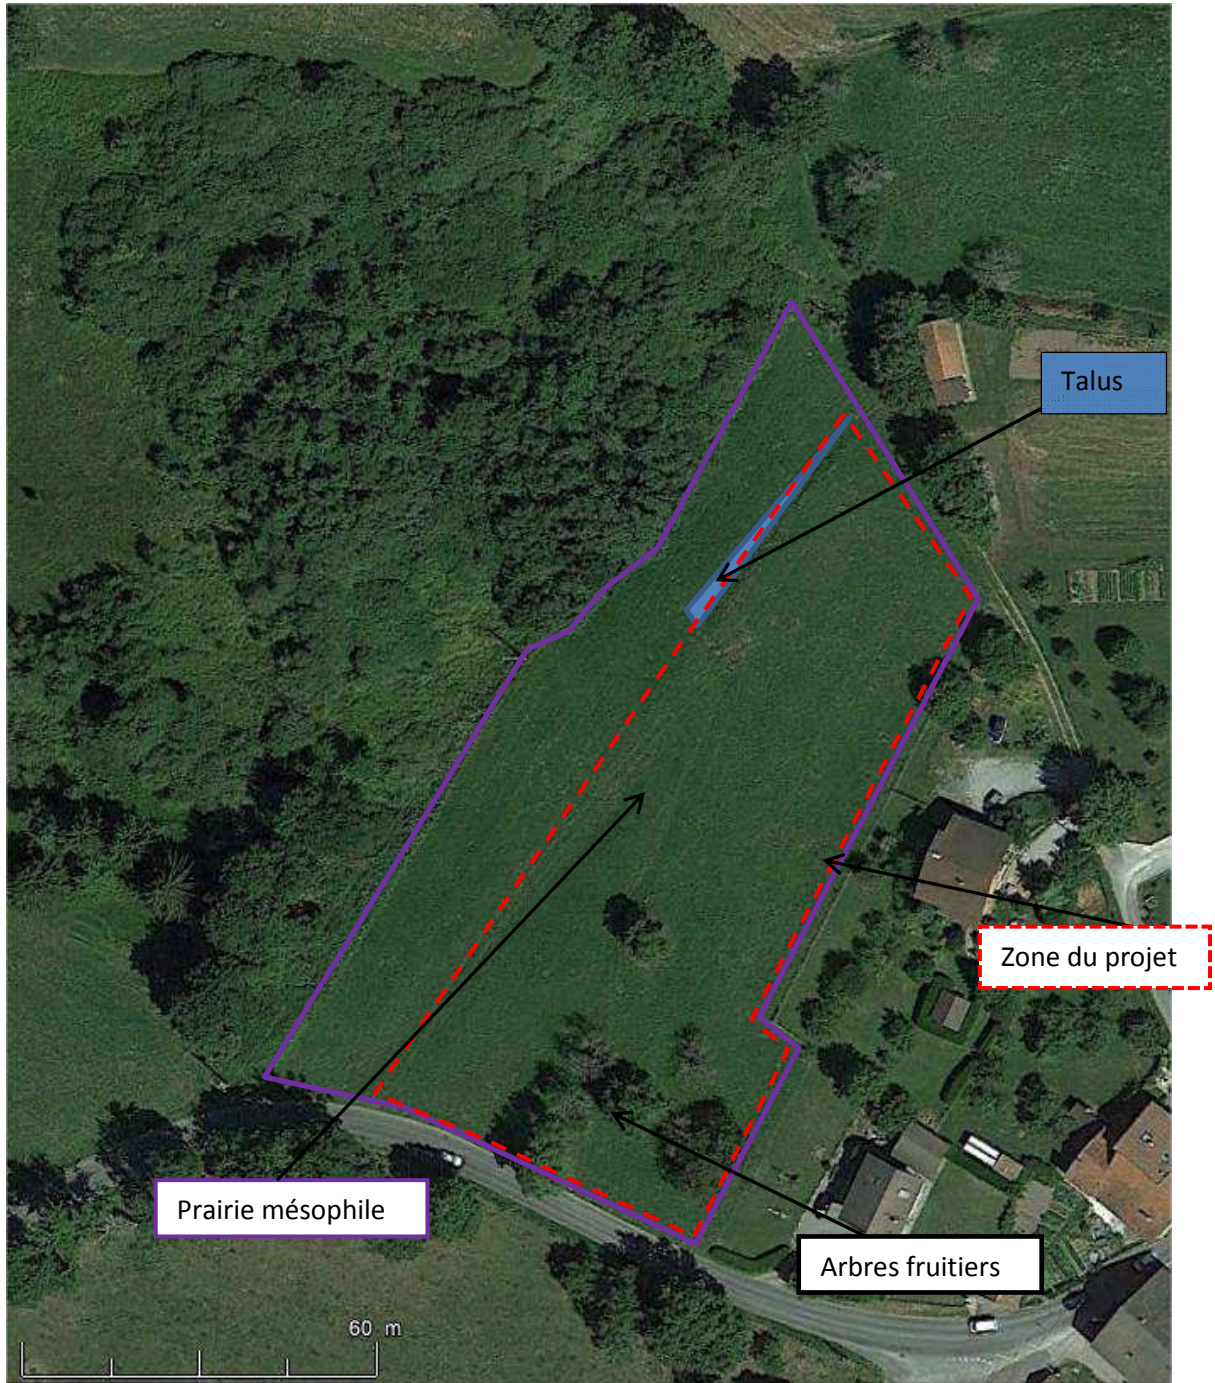 Talus
Zone du projet
Prairie mésophile
Arbres fruitiers
60 m